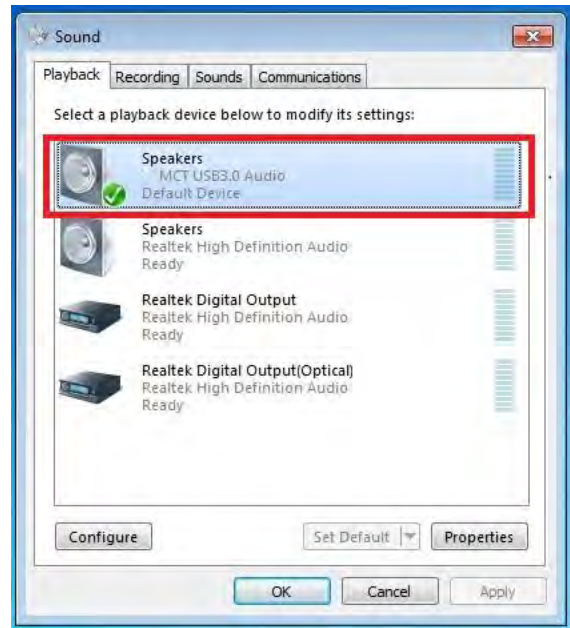 Sound
Playback Recording Sounds Communications
Select a playback device below to modify its settings:
Speakers
MCT USB3.0 Audio
Default Device
Speakers
Realtek High Definition Audio
Ready
Realtek Digital Output
Realtek High Definition Audio
Ready
Realtek Digital Output(Optical)
Realtek High Definition Audio
Ready
Configure Set Default Properties
OK Cancel Apply